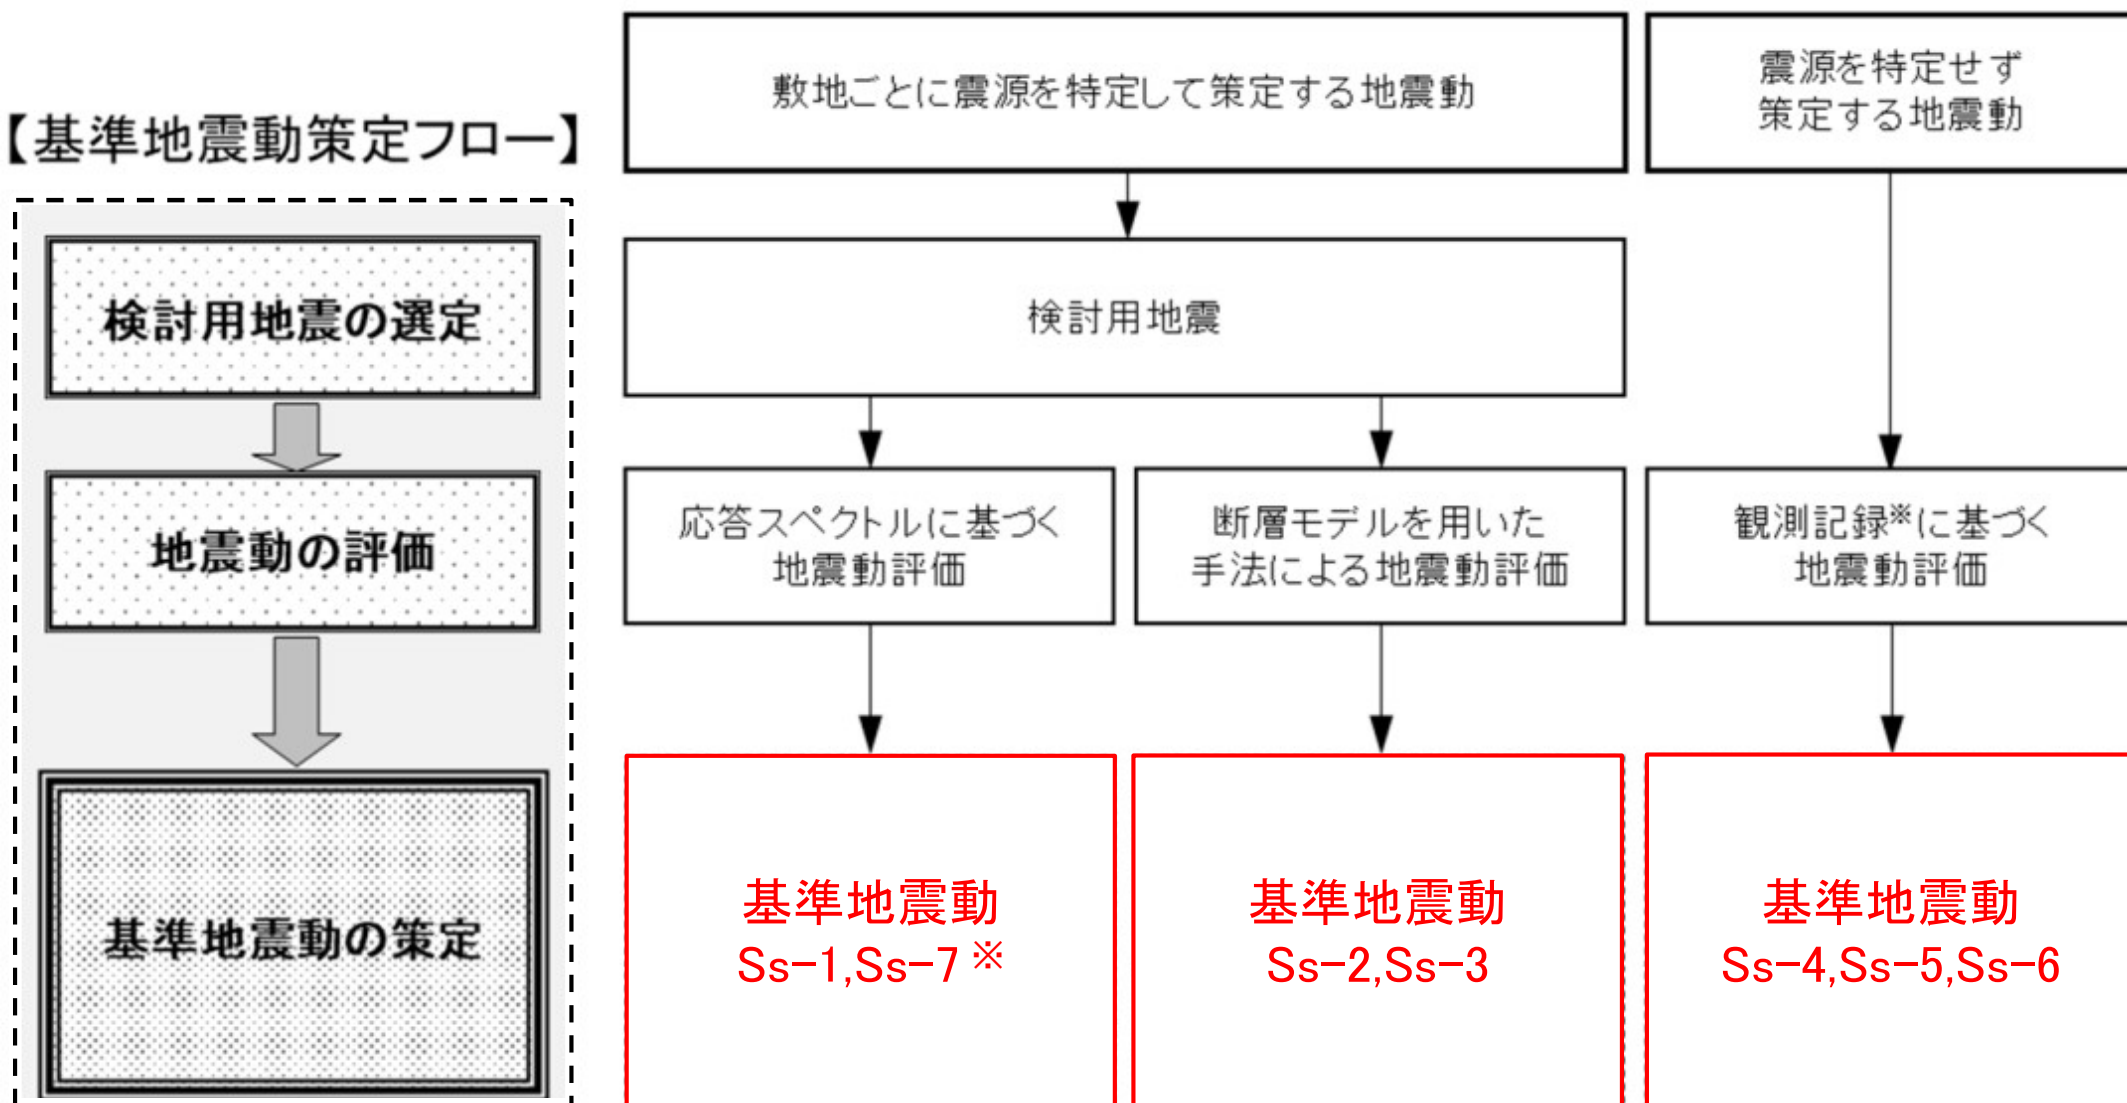 【基準地震動策定フロー】
検討用地震の選定
地震動の評価
基準地震動の策定
敷地ごとに震源を特定して策定する地震動
震源を特定せず
策定する地震動
検討用地震
応答スペクトルに基づく
地震動評価
断層モデルを用いた
手法による地震動評価
観測記録※に基づく
地震動評価
基準地震動
Ss-1,Ss-7※
基準地震動
Ss-2,Ss-3
基準地震動
Ss-4,Ss-5,Ss-6